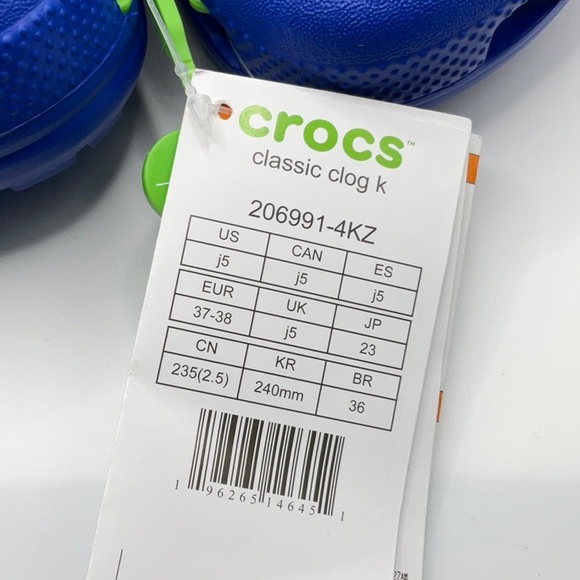 crocs™
classic clog k
206991-4KZ
US CAN ES
j5 j5 j5
EUR UK JP
37-38 j5 23
CN KR BR
235(2.5) 240mm 36
1 96265 14645 1